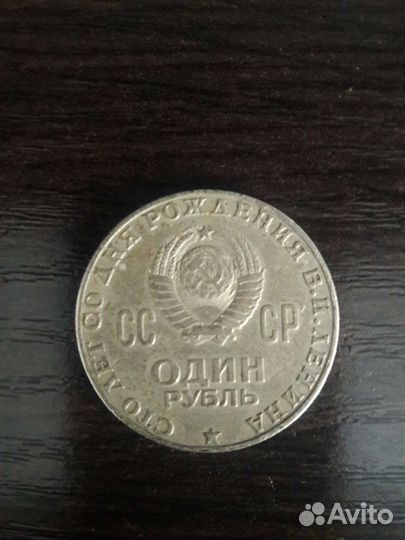 СТО ЛЕТ СО ДНЯ РОЖДЕНИЯ В.И.ЛЕНИНА
СС СР
ОДИН
РУБЛЬ
Avito